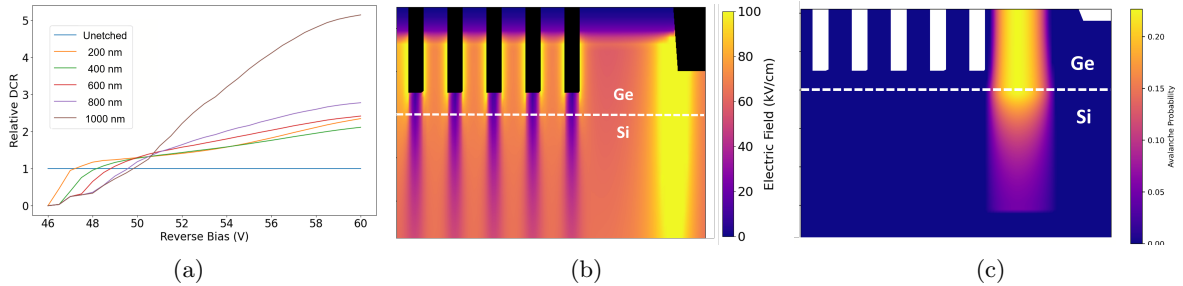 Relative DCR
5
4
3
2
1
0
Unetched
200 nm
400 nm
600 nm
800 nm
1000 nm
46 48 50 52 54 56 58 60
Reverse Bias (V)
(a)
Ge
Si
100
80
60
40
20
0
Electric Field (kV/cm)
(b)
Ge
Si
0.20
0.15
0.10
0.05
0.00
Avalanche Probability
(c)